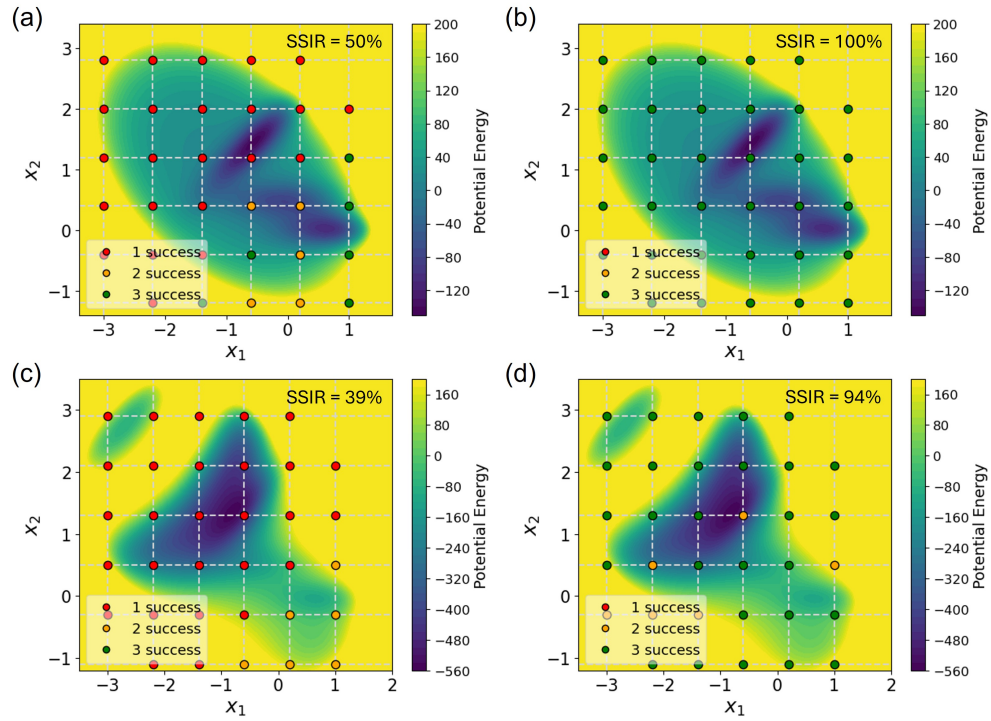 (a)
SSIR = 50%
3
2
1
0
−1
x2
−3
−2
−1
0
1
x1
1 success
2 success
3 success
200
160
120
80
40
0
−40
−80
−120
Potential Energy
(b)
SSIR = 100%
3
2
1
0
−1
x2
−3
−2
−1
0
1
x1
1 success
2 success
3 success
200
160
120
80
40
0
−40
−80
−120
Potential Energy
(c)
SSIR = 39%
3
2
1
0
−1
x2
−3
−2
−1
0
1
2
x1
1 success
2 success
3 success
160
80
0
−80
−160
−240
−320
−400
−480
−560
Potential Energy
(d)
SSIR = 94%
3
2
1
0
−1
x2
−3
−2
−1
0
1
2
x1
1 success
2 success
3 success
160
80
0
−80
−160
−240
−320
−400
−480
−560
Potential Energy